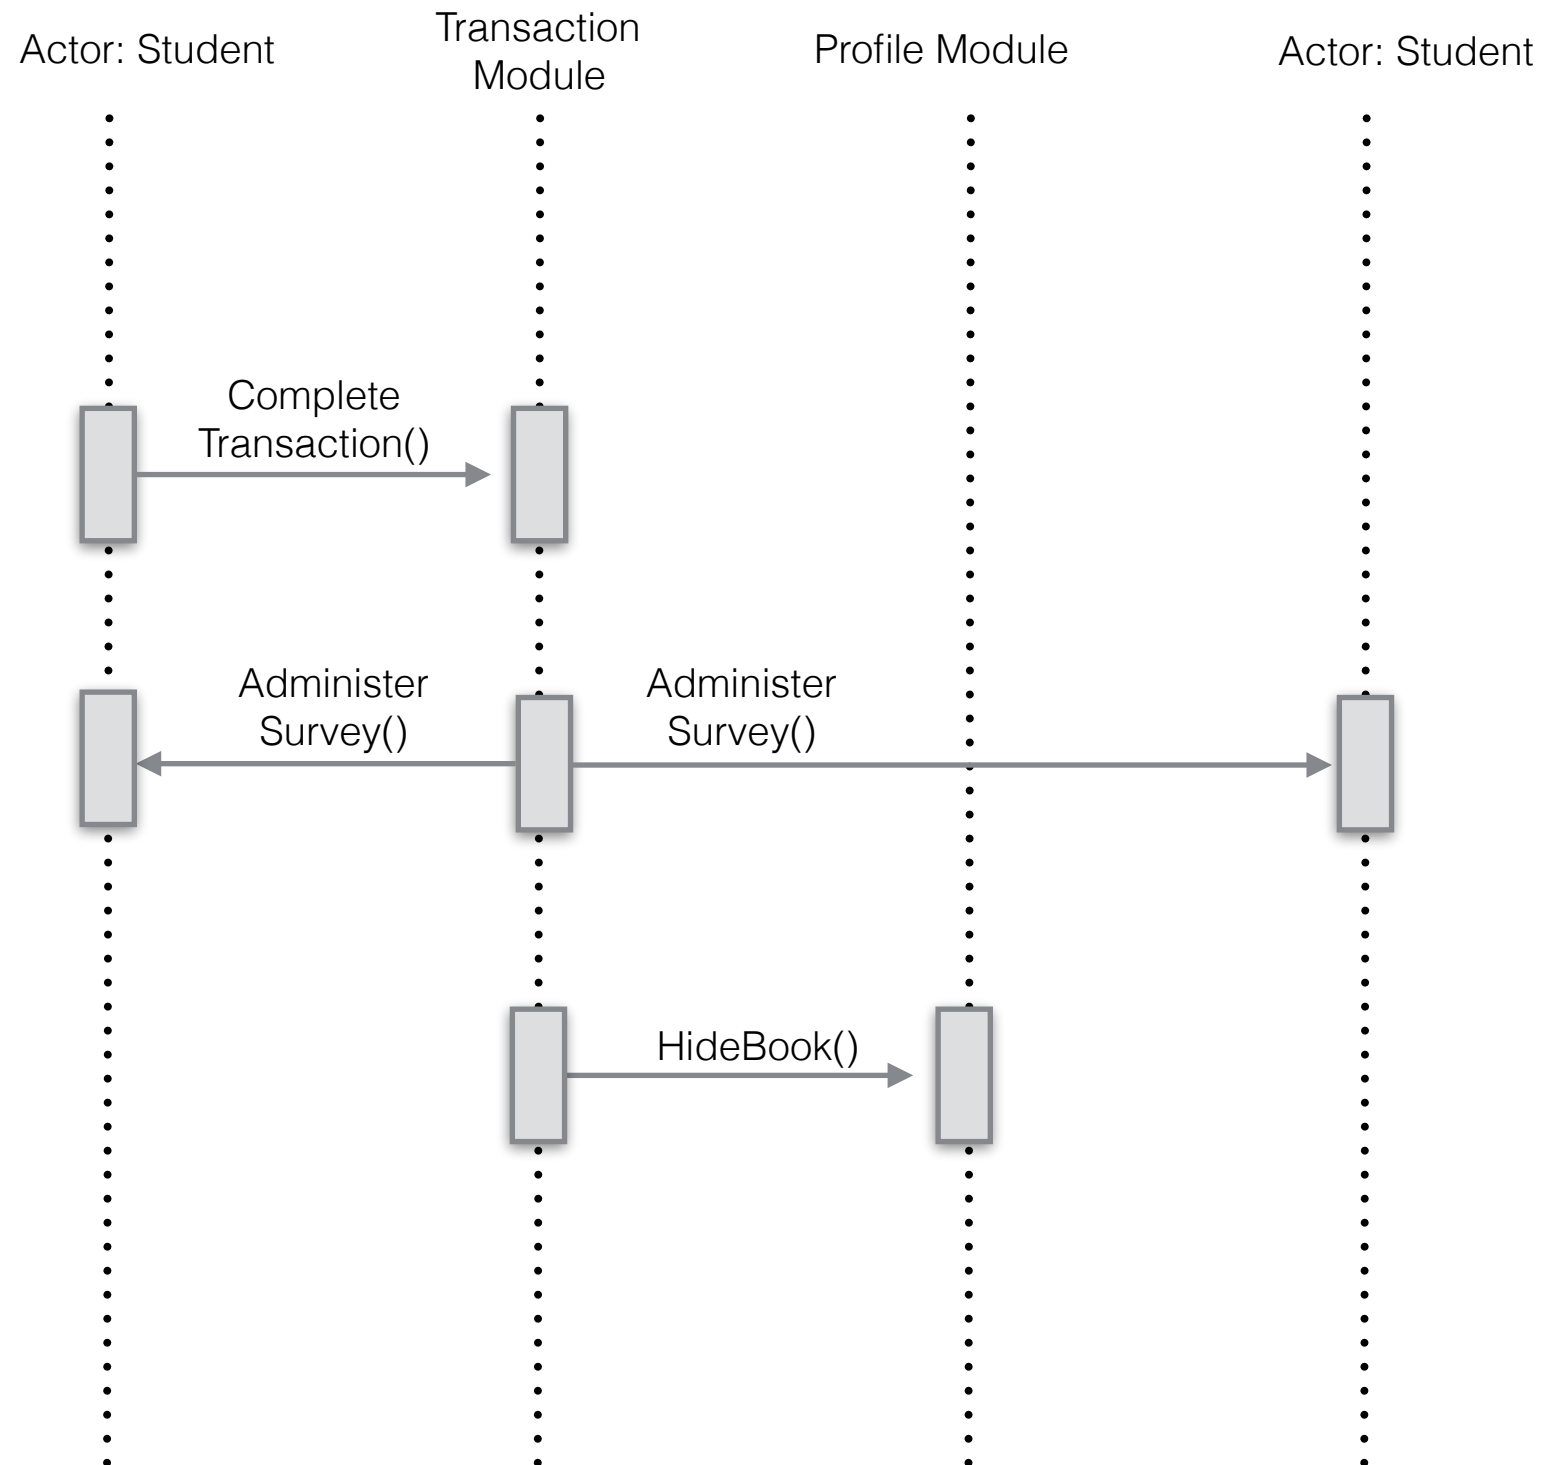 Actor: Student
Transaction
Module
Profile Module
Actor: Student
Complete
Transaction()
Administer
Survey()
Administer
Survey()
HideBook()